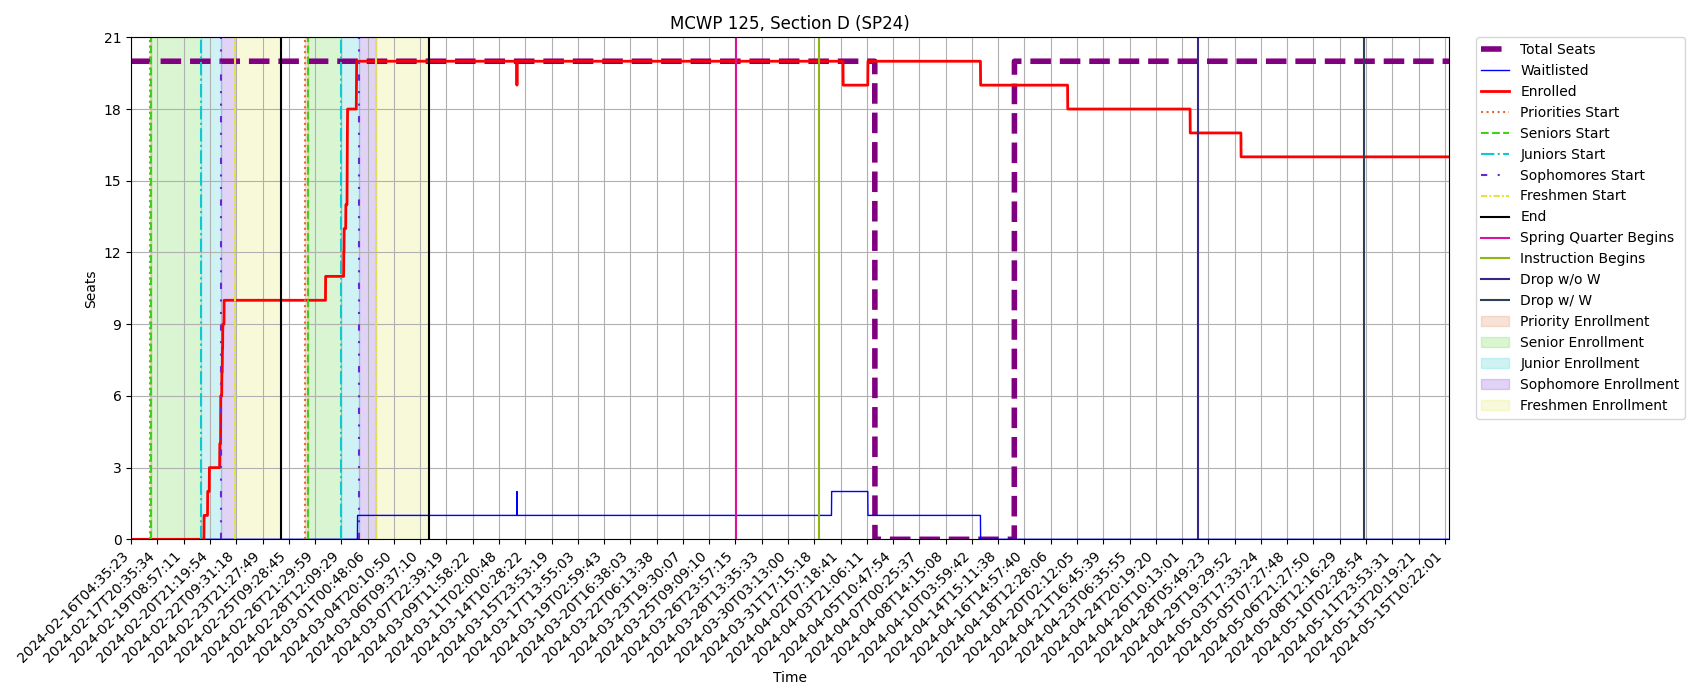 MCWP 125, Section D (SP24)
Seats
21
18
15
12
9
6
3
0
2024-02-16T04:35:23
2024-02-17T20:35:34
2024-02-19T08:57:11
2024-02-20T21:19:54
2024-02-22T09:31:18
2024-02-23T21:27:49
2024-02-25T09:28:45
2024-02-26T21:29:59
2024-02-28T12:09:29
2024-03-01T00:48:06
2024-03-04T20:10:50
2024-03-06T09:37:10
2024-03-07T22:39:19
2024-03-09T11:58:22
2024-03-11T02:00:48
2024-03-14T10:28:22
2024-03-15T23:53:19
2024-03-17T13:55:03
2024-03-19T02:59:43
2024-03-20T16:38:03
2024-03-22T06:13:38
2024-03-23T19:30:07
2024-03-25T09:09:10
2024-03-26T23:57:15
2024-03-28T13:35:33
2024-03-30T03:13:00
2024-03-31T17:15:18
2024-04-02T07:18:41
2024-04-03T21:06:11
2024-04-05T10:47:54
2024-04-07T00:25:37
2024-04-08T14:15:08
2024-04-10T03:59:42
2024-04-14T15:11:38
2024-04-16T14:57:40
2024-04-18T12:28:06
2024-04-20T02:12:05
2024-04-21T16:45:39
2024-04-23T06:35:55
2024-04-24T20:19:20
2024-04-26T10:13:01
2024-04-28T05:49:23
2024-04-29T19:29:52
2024-05-03T17:33:24
2024-05-05T07:27:48
2024-05-06T21:27:50
2024-05-08T12:16:29
2024-05-10T02:28:54
2024-05-11T23:53:31
2024-05-13T20:19:21
2024-05-15T10:22:01
Time
Total Seats
Waitlisted
Enrolled
Priorities Start
Seniors Start
Juniors Start
Sophomores Start
Freshmen Start
End
Spring Quarter Begins
Instruction Begins
Drop w/o W
Drop w/ W
Priority Enrollment
Senior Enrollment
Junior Enrollment
Sophomore Enrollment
Freshmen Enrollment